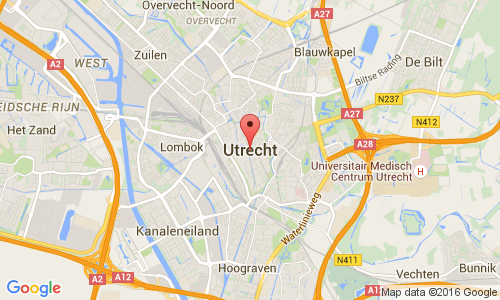 Overvecht-Noord
A27
OVERVECHT
Blauwkapel
Zuilen
A2
WEST
De Bilt
Biltse Rading
N237
EIDSCHE RIJN
A27
N412
Het Zand
Lombok
Utrecht
A28
Universitair Medisch
Centrum Utrecht
H
Waterlinieweg
Kanaleneiland
A2
A12
Hoograven
N411
Vechten
Bunnik
A1
Google
Map data ©2016 Google